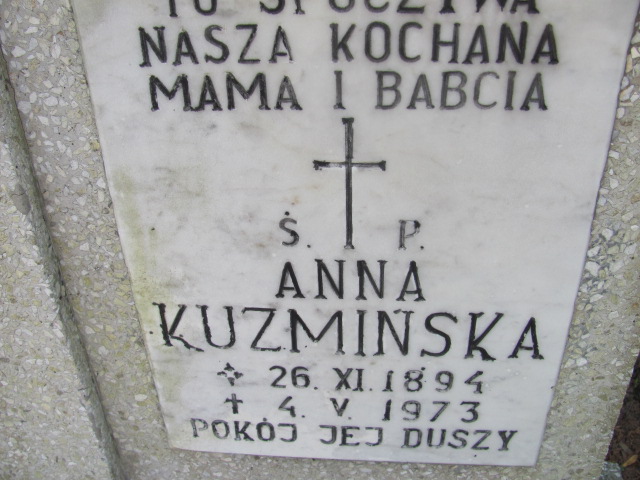 TU SPOCZYWA
NASZA KOCHANA
MAMA I BABCIA
Ś. P.
ANNA
KUZMIŃSKA
26. XI. 1894
4. V. 1973
POKÓJ JEJ DUSZY